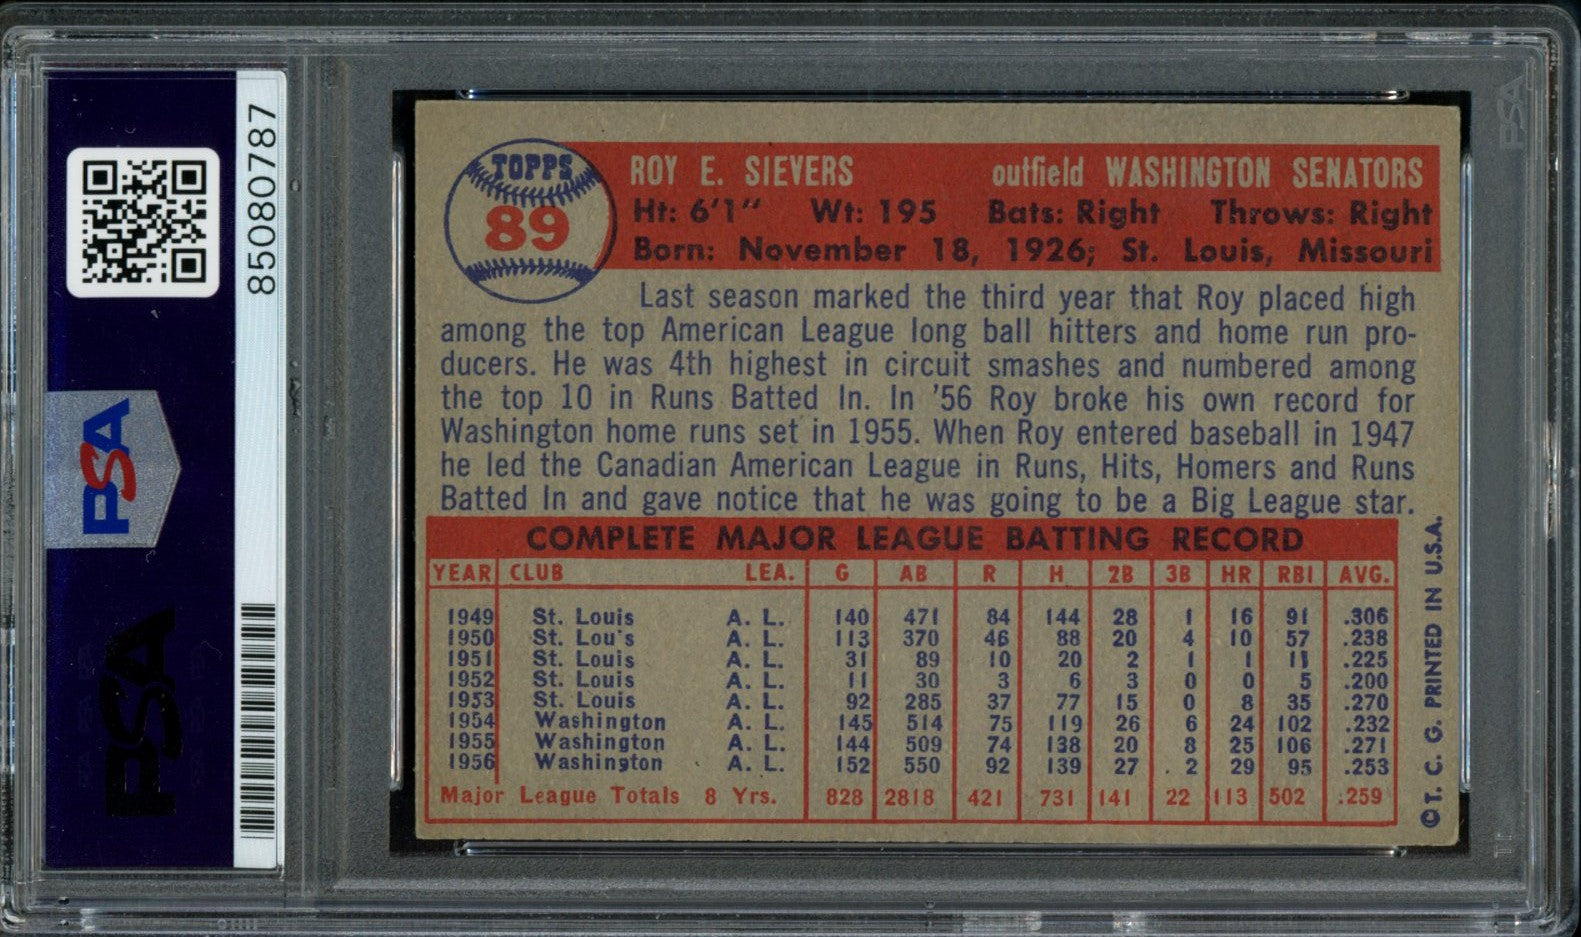 85080787
PSA
PSA
TOPPS
89
ROY E. SIEVERS outfield WASHINGTON SENATORS
Ht: 6'1" Wt: 195 Bats: Right Throws: Right
Born: November 18, 1926; St. Louis, Missouri
Last season marked the third year that Roy placed high
among the top American League long ball hitters and home run pro-
ducers. He was 4th highest in circuit smashes and numbered among
the top 10 in Runs Batted In. In '56 Roy broke his own record for
Washington home runs set in 1955. When Roy entered baseball in 1947
he led the Canadian American League in Runs, Hits, Homers and Runs
Batted In and gave notice that he was going to be a Big League star.
COMPLETE MAJOR LEAGUE BATTING RECORD
YEAR CLUB LEA. G AB R H 2B 3B HR RBI AVG.
1949 St. Louis A. L. 140 471 84 144 28 1 16 91 .306
1950 St. Lou's A. L. 113 370 46 88 20 4 10 57 .238
1951 St. Louis A. L. 31 89 10 20 2 1 1 11 .225
1952 St. Louis A. L. 11 30 3 6 3 0 0 5 .200
1953 St. Louis A. L. 92 285 37 77 15 0 8 35 .270
1954 Washington A. L. 145 514 75 119 26 6 24 102 .232
1955 Washington A. L. 144 509 74 138 20 8 25 106 .271
1956 Washington A. L. 152 550 92 139 27 2 29 95 .253
Major League Totals 8 Yrs. 828 2818 421 731 141 22 113 502 .259
©T. C. G. PRINTED IN U.S.A.
PSA